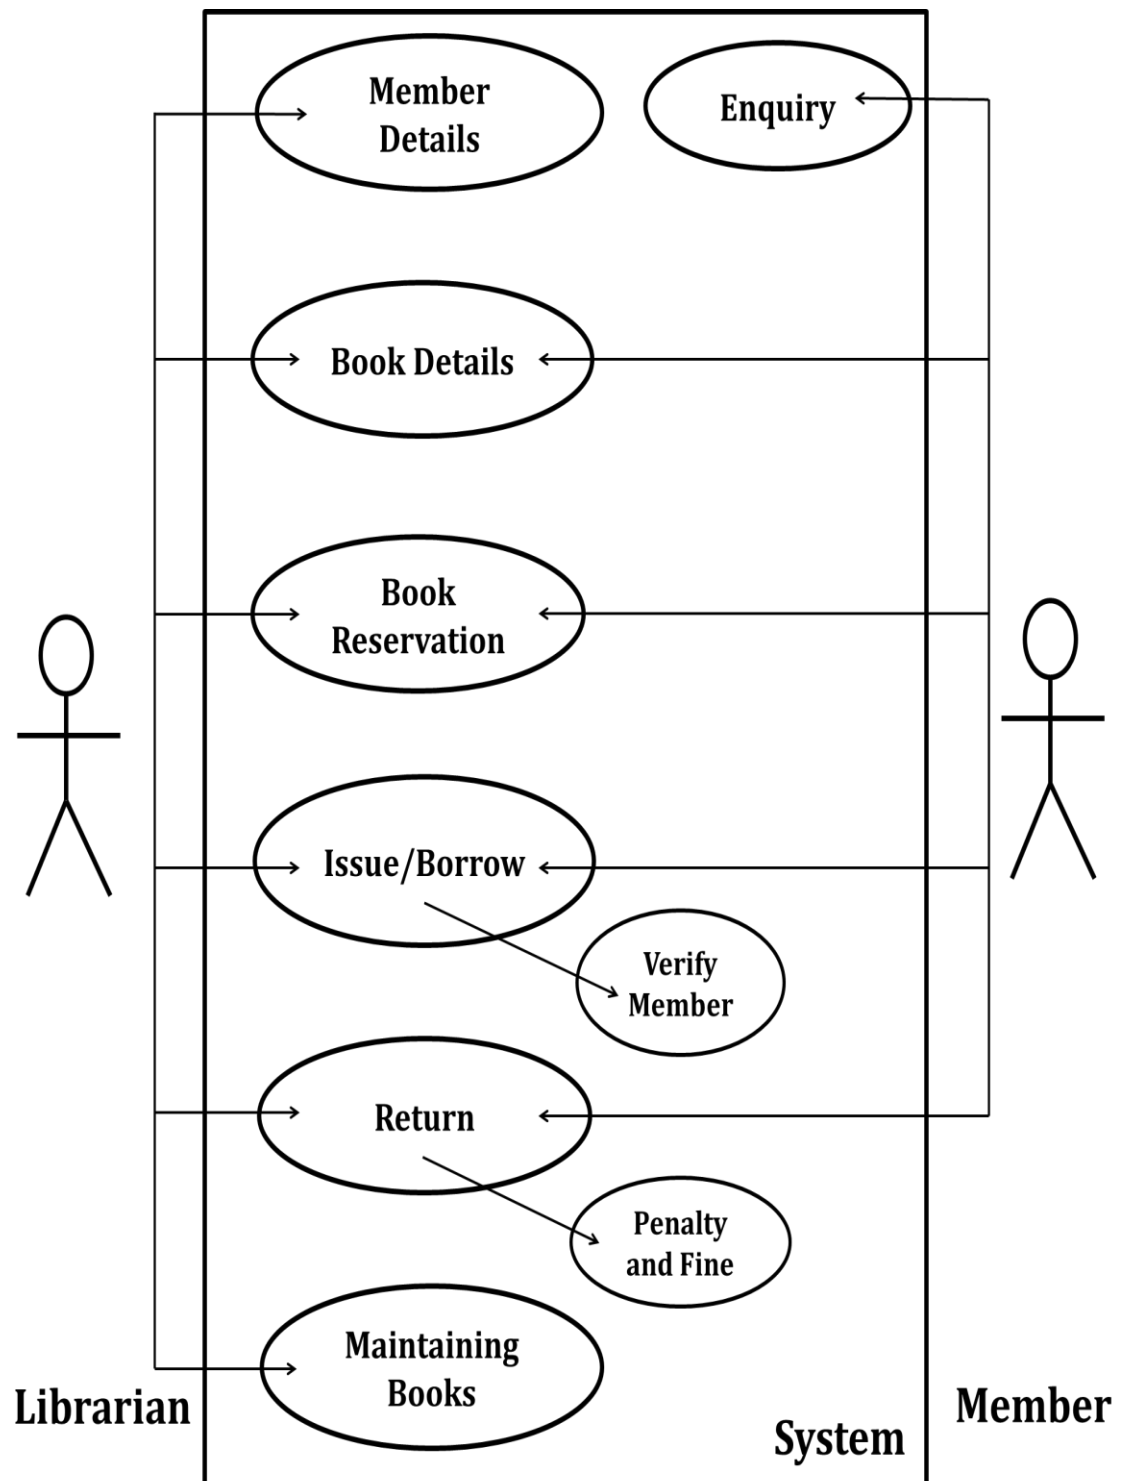 Member
Details
Enquiry
Book Details
Book
Reservation
Issue/Borrow
Verify
Member
Return
Penalty
and Fine
Maintaining
Books
Librarian
System
Member